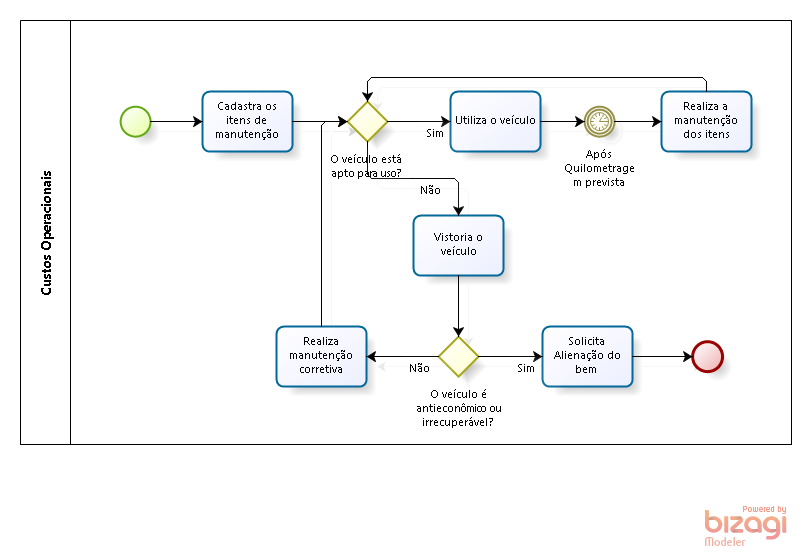 Custos Operacionais
Cadastra os
itens de
manutenção
O veículo está
apto para uso?
Sim
Utiliza o veículo
Após
Quilometrage
m prevista
Realiza a
manutenção
dos itens
Não
Vistoria o
veículo
O veículo é
antieconômico ou
irrecuperável?
Não
Realiza
manutenção
corretiva
Sim
Solicita
Alienação do
bem
Powered by
bizagi
Modeler